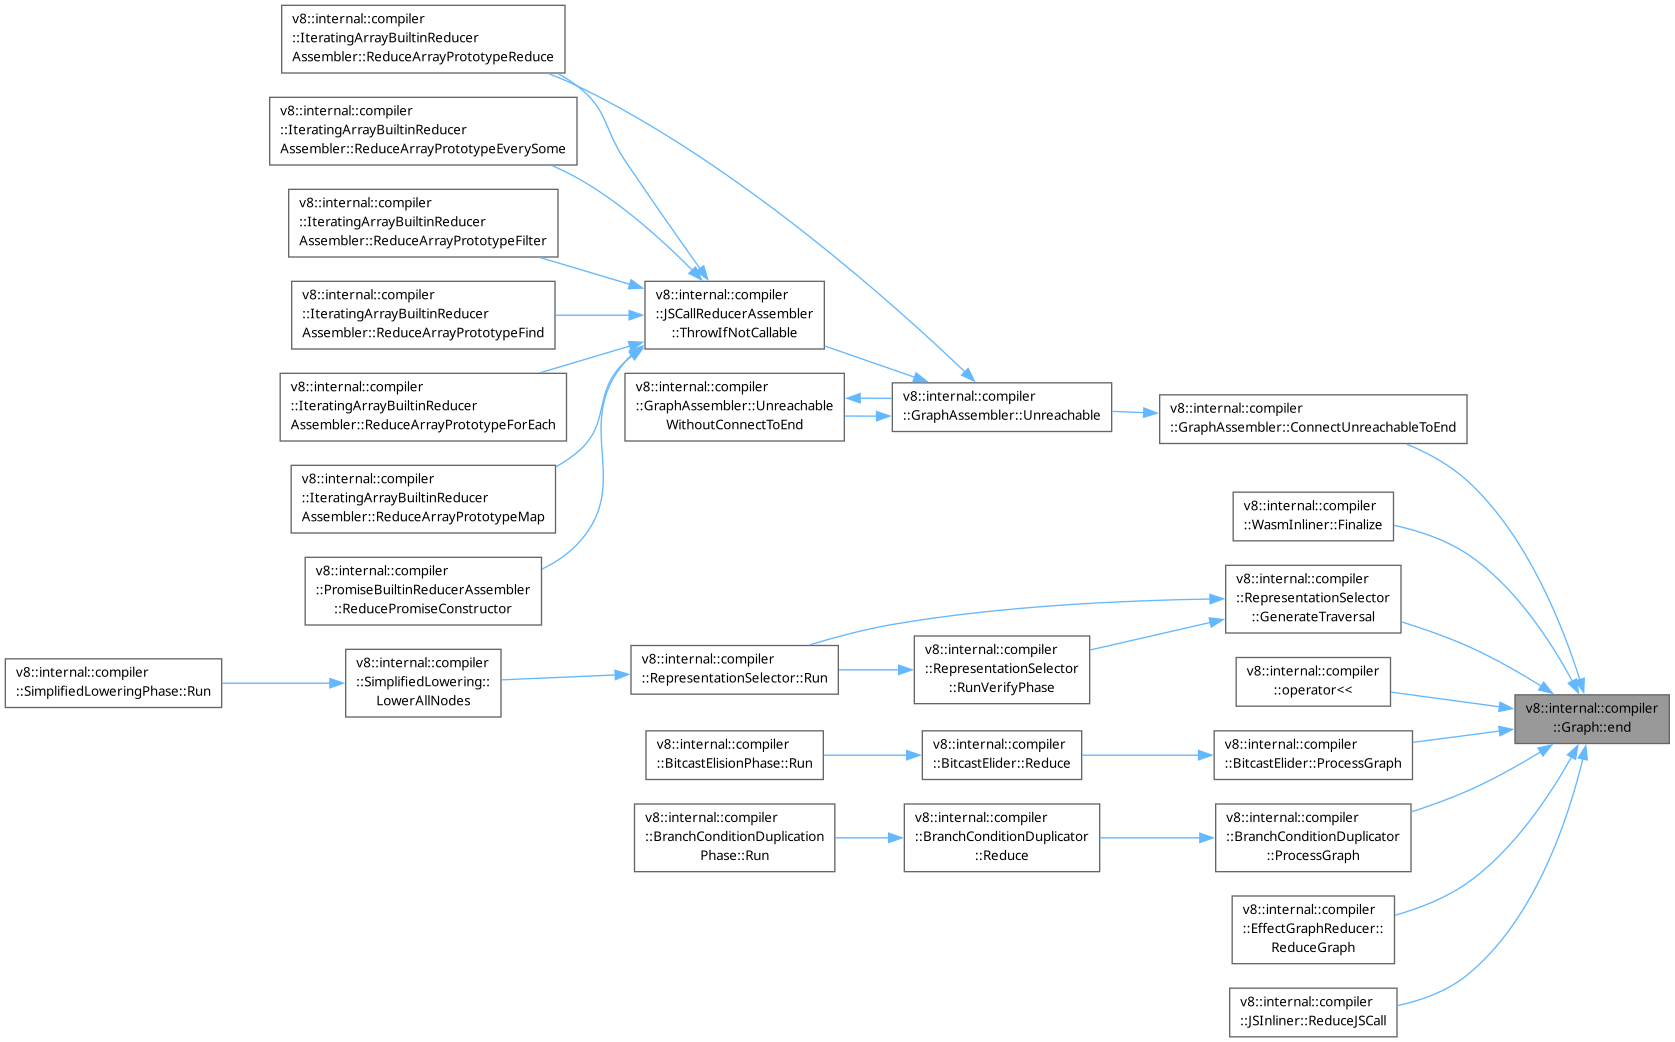 v8::internal::compiler
::IteratingArrayBuiltinReducer
Assembler::ReduceArrayPrototypeReduce
v8::internal::compiler
::IteratingArrayBuiltinReducer
Assembler::ReduceArrayPrototypeEverySome
v8::internal::compiler
::IteratingArrayBuiltinReducer
Assembler::ReduceArrayPrototypeFilter
v8::internal::compiler
::IteratingArrayBuiltinReducer
Assembler::ReduceArrayPrototypeFind
v8::internal::compiler
::IteratingArrayBuiltinReducer
Assembler::ReduceArrayPrototypeForEach
v8::internal::compiler
::IteratingArrayBuiltinReducer
Assembler::ReduceArrayPrototypeMap
v8::internal::compiler
::PromiseBuiltinReducerAssembler
::ReducePromiseConstructor
v8::internal::compiler
::JSCallReducerAssembler
::ThrowIfNotCallable
v8::internal::compiler
::GraphAssembler::Unreachable
WithoutConnectToEnd
v8::internal::compiler
::GraphAssembler::Unreachable
v8::internal::compiler
::GraphAssembler::ConnectUnreachableToEnd
v8::internal::compiler
::WasmInliner::Finalize
v8::internal::compiler
::RepresentationSelector
::GenerateTraversal
v8::internal::compiler
::RepresentationSelector
::RunVerifyPhase
v8::internal::compiler
::RepresentationSelector::Run
v8::internal::compiler
::SimplifiedLowering::
LowerAllNodes
v8::internal::compiler
::SimplifiedLoweringPhase::Run
v8::internal::compiler
::operator<<
v8::internal::compiler
::Graph::end
v8::internal::compiler
::BitcastElisionPhase::Run
v8::internal::compiler
::BitcastElider::Reduce
v8::internal::compiler
::BitcastElider::ProcessGraph
v8::internal::compiler
::BranchConditionDuplication
Phase::Run
v8::internal::compiler
::BranchConditionDuplicator
::Reduce
v8::internal::compiler
::BranchConditionDuplicator
::ProcessGraph
v8::internal::compiler
::EffectGraphReducer::
ReduceGraph
v8::internal::compiler
::JSInliner::ReduceJSCall